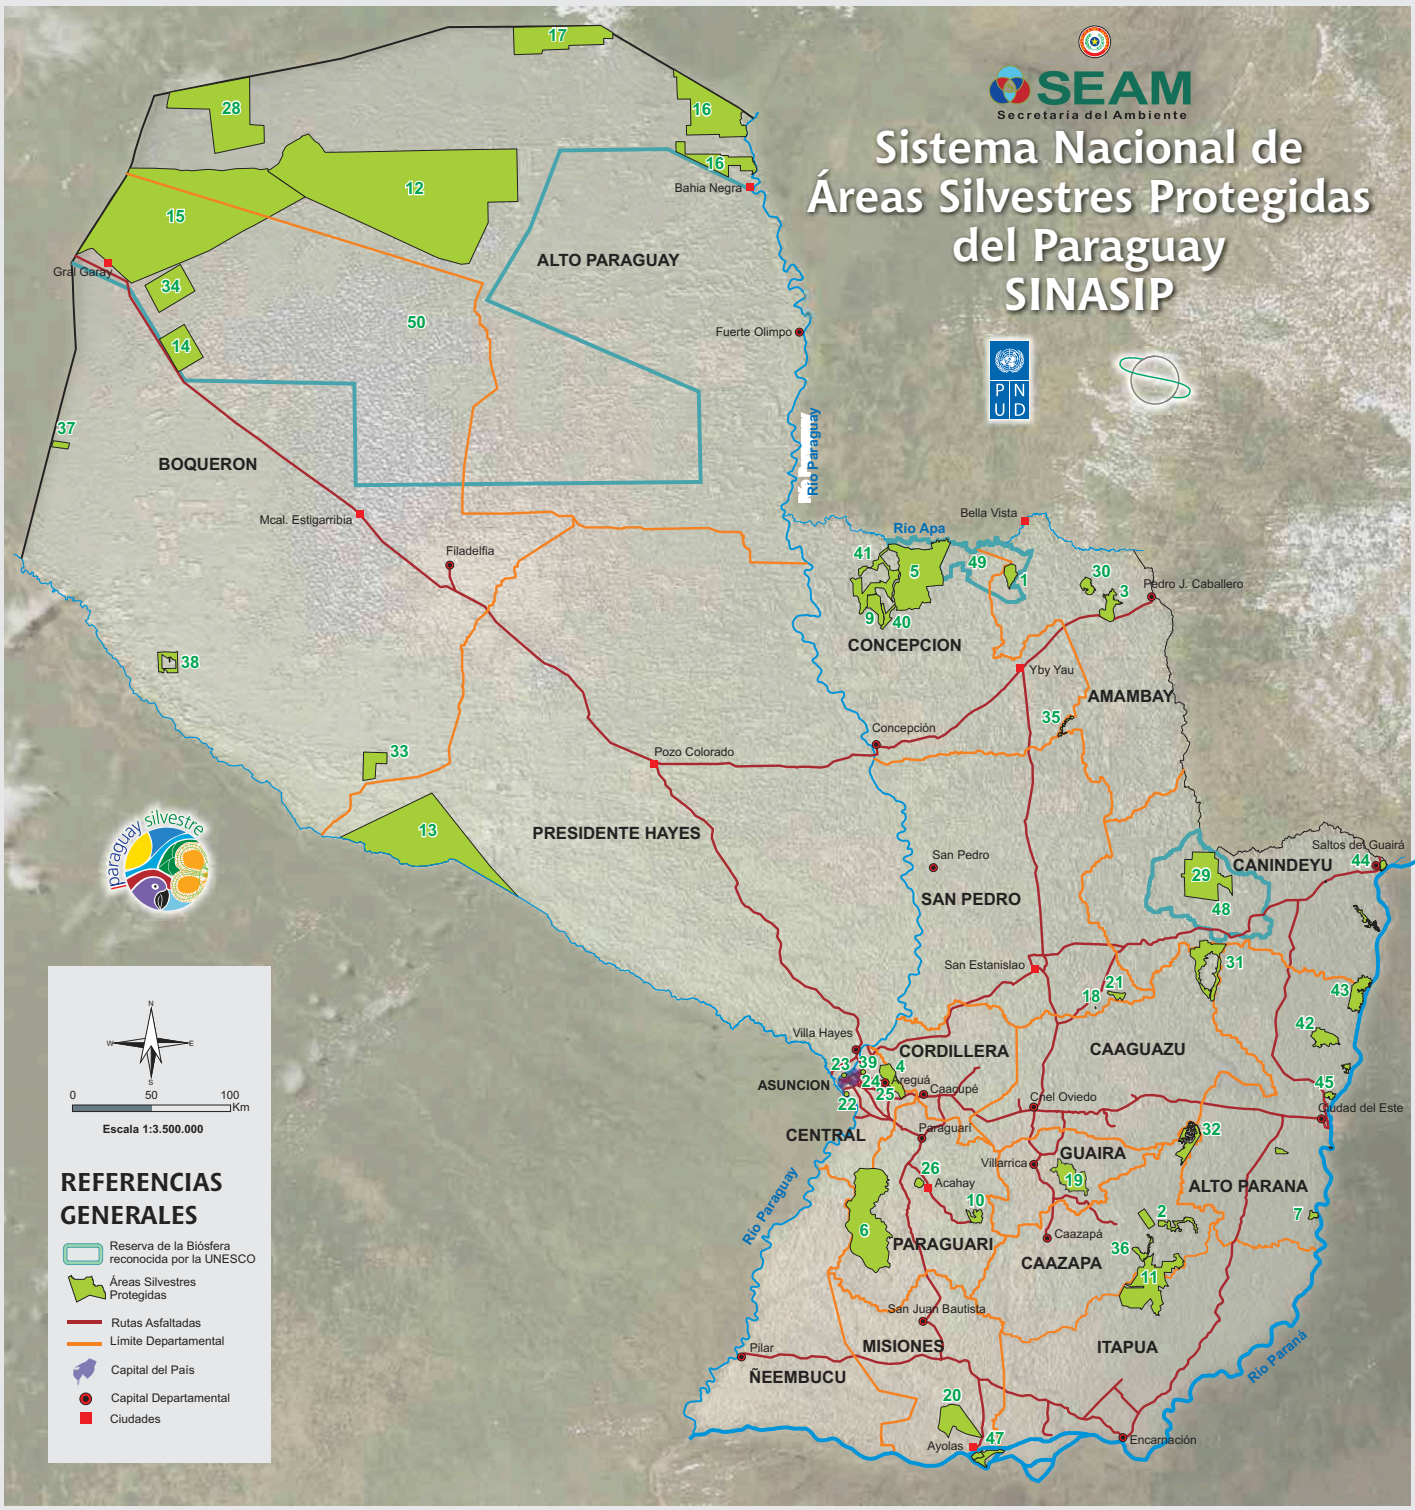 SEAM
Secretaría del Ambiente
Sistema Nacional de
Áreas Silvestres Protegidas
del Paraguay
SINASIP
P N
U D
17
28
16
16
12
15
Bahia Negra
ALTO PARAGUAY
Gral Garay
34
50
14
Fuerte Olimpo
37
BOQUERON
Río Paraguay
Mcal. Estigarribia
Bella Vista
Río Apa
Filadelfia
41
5
49
1
30
3
Pedro J. Caballero
9
40
CONCEPCION
38
Yby Yau
AMAMBAY
35
Concepción
33
Pozo Colorado
13
PRESIDENTE HAYES
paraguay silvestre
San Pedro
SAN PEDRO
Saltos del Guairá
CANINDEYU
44
29
48
San Estanislao
31
21
18
43
42
Villa Hayes
CORDILLERA
CAAGUAZU
23
39
4
ASUNCION
24
Areguá
25
Caacupé
22
45
Cnel Oviedo
Ciudad del Este
CENTRAL
Paraguarí
32
GUAIRA
Villarrica
26
Acahay
19
ALTO PARANA
10
2
7
6
Río Paraguay
PARAGUARI
Caazapá
36
CAAZAPA
11
San Juan Bautista
MISIONES
ITAPUA
Pilar
ÑEEMBUCU
Río Paraná
20
47
Ayolas
Encarnación
N
W E
S
0 50 100
Km
Escala 1:3.500.000
REFERENCIAS
GENERALES
Reserva de la Biósfera
reconocida por la UNESCO
Áreas Silvestres
Protegidas
Rutas Asfaltadas
Límite Departamental
Capital del País
Capital Departamental
Ciudades